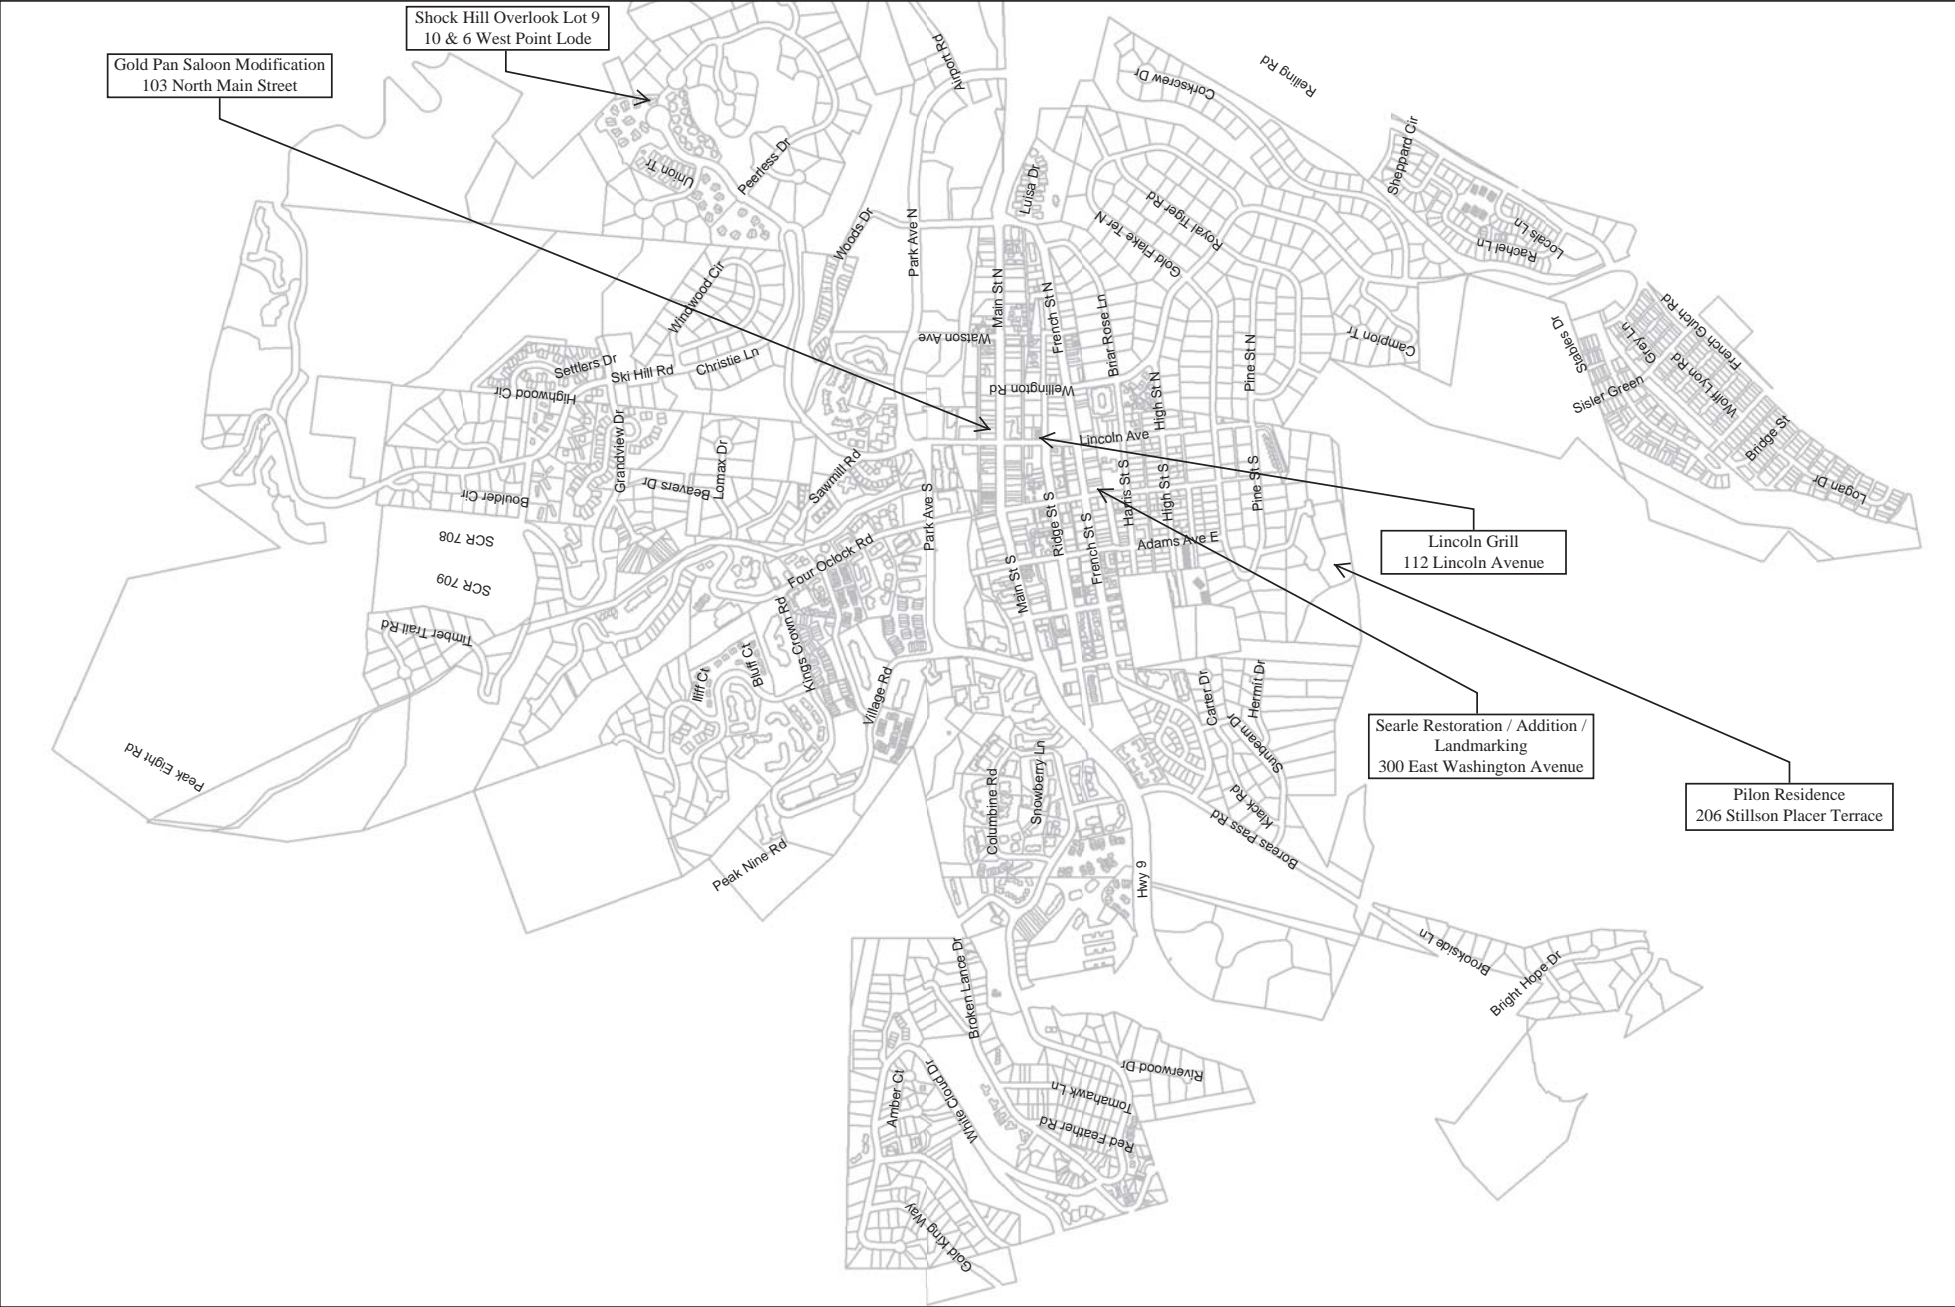 Shock Hill Overlook Lot 9
10 & 6 West Point Lode
Gold Pan Saloon Modification
103 North Main Street
Airport Rd
Corkscrew Dr
Reiling Rd
Sheppard Cir
Union Tr
Peerless Dr
Luisa Dr
Royal Tiger Rd
Gold Flake Ter N
Locals Ln
Rachel Ln
Woods Dr
Park Ave N
Main St N
French St N
Briar Rose Ln
Windwood Cir
Watson Ave
Wellington Rd
High St N
Pine St N
Campion Tr
Stables Dr
Grey Ln
French Gulch Rd
Wolff Lyon Rd
Sisler Green
Bridge St
Logan Dr
Settlers Dr
Ski Hill Rd
Christie Ln
Highwood Cir
Grandview Dr
Lomax Dr
Beavers Dr
Boulder Cir
Sawmill Rd
Lincoln Ave
Park Ave S
Ridge St S
French St S
Harris St S
High St S
Pine St S
Adams Ave E
Main St S
SCR 708
SCR 709
Four Oclock Rd
Timber Trail Rd
Kings Crown Rd
Bluff Ct
Iliff Ct
Village Rd
Lincoln Grill
112 Lincoln Avenue
Carter Dr
Hermit Dr
Sunbeam Dr
Searle Restoration / Addition /
Landmarking
300 East Washington Avenue
Pilon Residence
206 Stillson Placer Terrace
Peak Eight Rd
Columbine Rd
Snowberry Ln
Klack Rd
Boreas Pass Rd
Peak Nine Rd
Hwy 9
Brookside Ln
Bright Hope Dr
Broken Lance Dr
Riverwood Dr
Tomahawk Ln
Red Feather Rd
Amber Ct
White Cloud Dr
Gold King Way